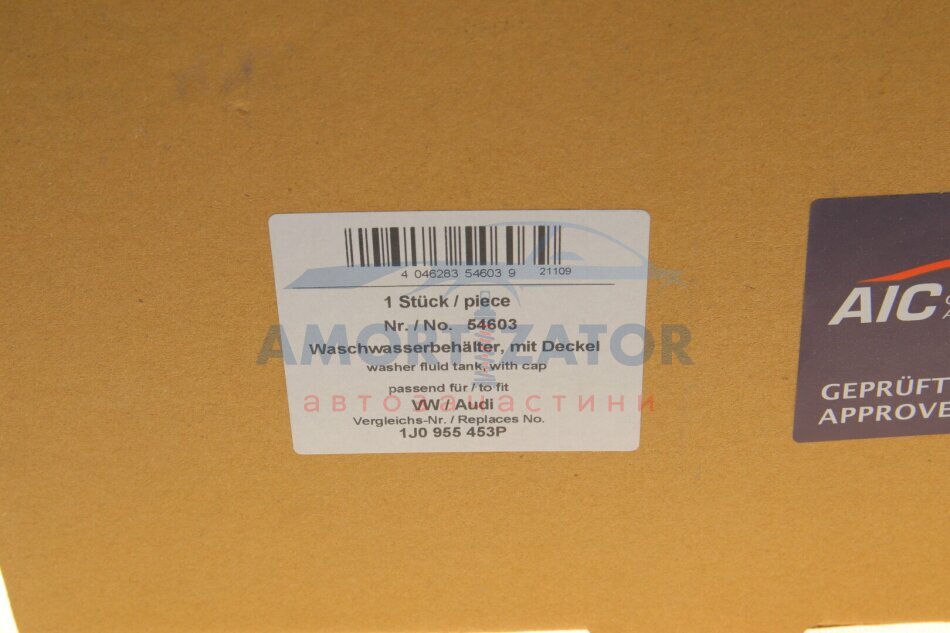 4 046283 54603 9 21109
1 Stück / piece
Nr. / No. 54603
Waschwasserbehälter, mit Deckel
washer fluid tank, with cap
passend für / to fit
VW / Audi
Vergleichs-Nr. / Replaces No.
1J0 955 453P
AMORTIZATOR
автозапчастини
AIC
GEPRÜFT
APPROVE